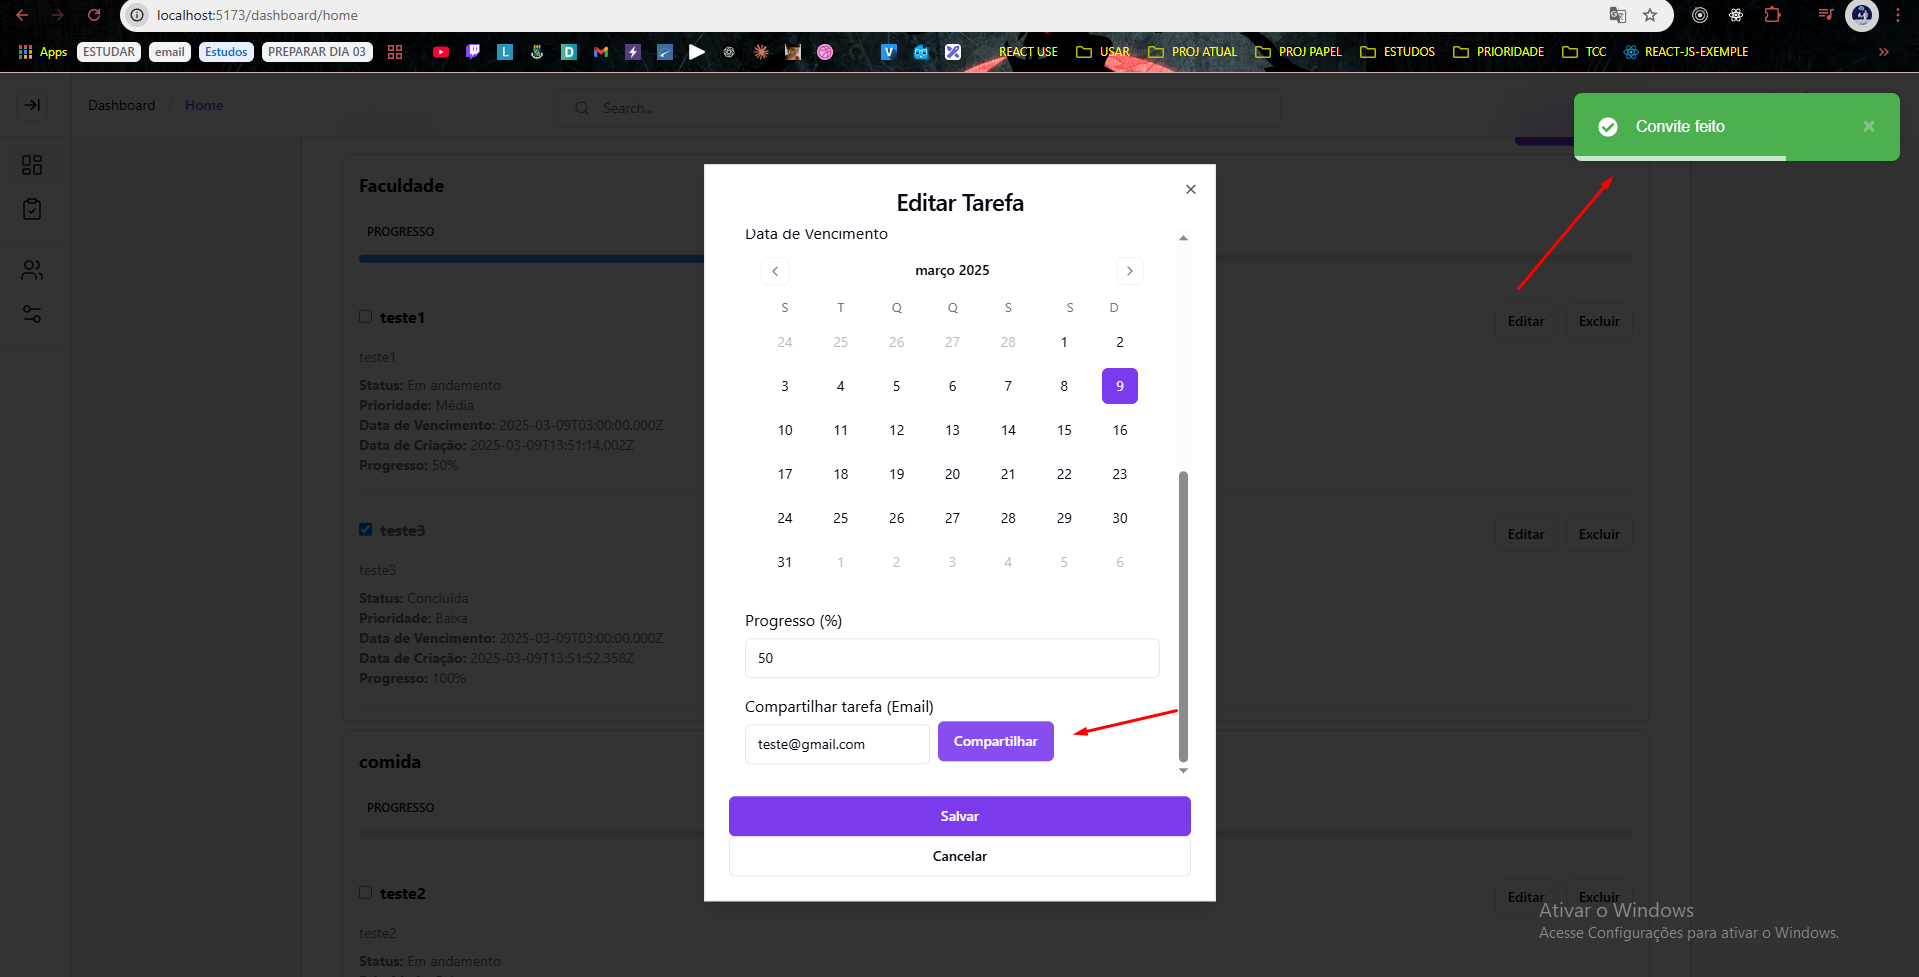 localhost:5173/dashboard/home
Apps ESTUDAR email Estudos PREPARAR DIA 03 REACT USE USAR PROJ ATUAL PROJ PAPEL ESTUDOS PRIORIDADE TCC REACT-JS-EXEMPLE
Dashboard / Home
Search...
Convite feito
Faculdade
PROGRESSO
teste1
Editar Excluir
teste1
Status: Em andamento
Prioridade: Média
Data de Vencimento: 2025-03-09T03:00:00.000Z
Data de Criação: 2025-03-09T13:51:14.002Z
Progresso: 50%
teste3
Editar Excluir
teste3
Status: Concluída
Prioridade: Baixa
Data de Vencimento: 2025-03-09T03:00:00.000Z
Data de Criação: 2025-03-09T13:51:52.358Z
Progresso: 100%
comida
PROGRESSO
teste2
Editar Excluir
teste2
Status: Em andamento
Editar Tarefa
Data de Vencimento
março 2025
S T Q Q S S D
24 25 26 27 28 1 2
3 4 5 6 7 8 9
10 11 12 13 14 15 16
17 18 19 20 21 22 23
24 25 26 27 28 29 30
31 1 2 3 4 5 6
Progresso (%)
50
Compartilhar tarefa (Email)
teste@gmail.com Compartilhar
Salvar
Cancelar
Ativar o Windows
Acesse Configurações para ativar o Windows.